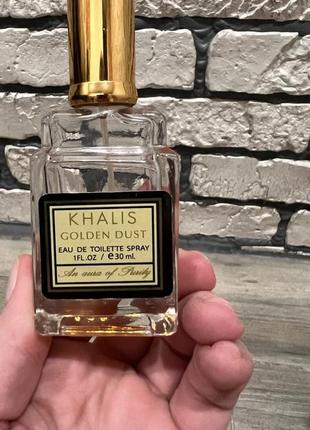 KHALIS
GOLDEN DUST
EAU DE TOILETTE SPRAY
1FL.OZ / ℮30 ml.
An aura of Purity